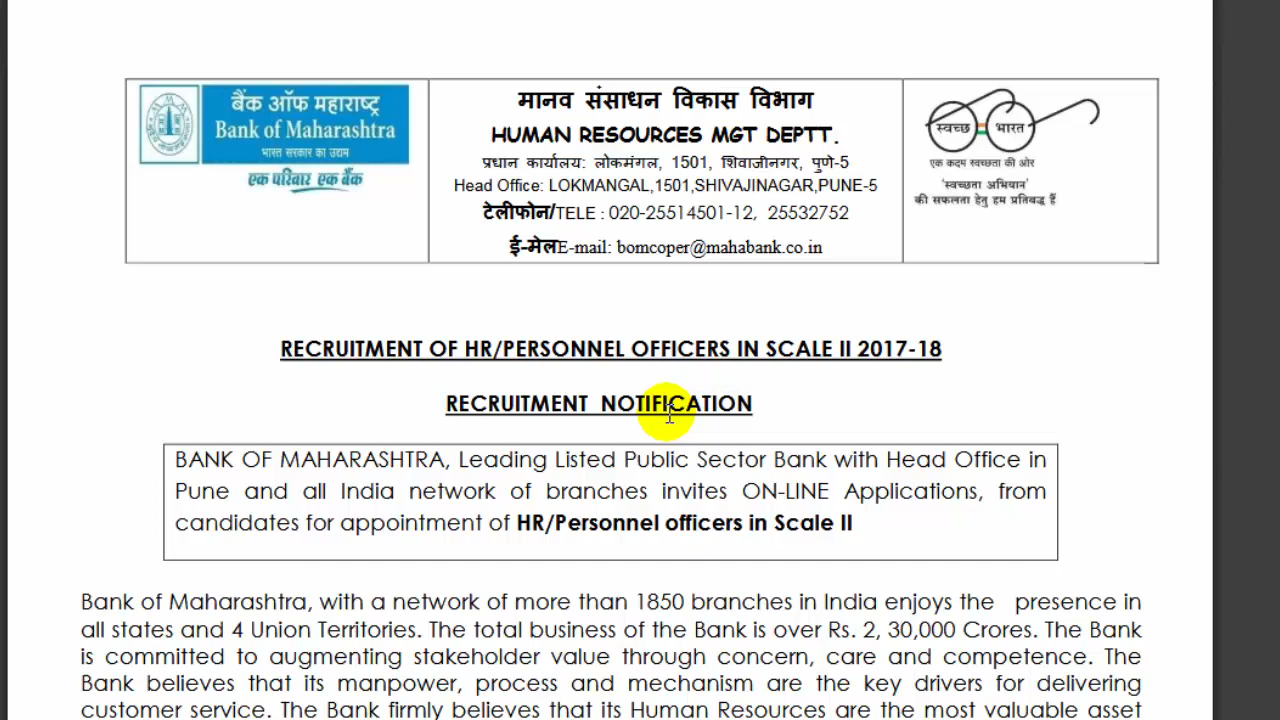 बैंक ऑफ महाराष्ट्र
Bank of Maharashtra
भारत सरकार का उद्यम
एक परिवार एक बैंक
मानव संसाधन विकास विभाग
HUMAN RESOURCES MGT DEPTT.
प्रधान कार्यालय: लोकमंगल, 1501, शिवाजीनगर, पुणे-5
Head Office: LOKMANGAL,1501,SHIVAJINAGAR,PUNE-5
टेलीफोन/TELE : 020-25514501-12, 25532752
ई-मेलE-mail: bomcoper@mahabank.co.in
स्वच्छ भारत
एक कदम स्वच्छता की ओर
'स्वच्छता अभियान'
की सफलता हेतु हम प्रतिबद्ध हैं
RECRUITMENT OF HR/PERSONNEL OFFICERS IN SCALE II 2017-18
RECRUITMENT NOTIFICATION
BANK OF MAHARASHTRA, Leading Listed Public Sector Bank with Head Office in
Pune and all India network of branches invites ON-LINE Applications, from
candidates for appointment of HR/Personnel officers in Scale II
Bank of Maharashtra, with a network of more than 1850 branches in India enjoys the presence in
all states and 4 Union Territories. The total business of the Bank is over Rs. 2, 30,000 Crores. The Bank
is committed to augmenting stakeholder value through concern, care and competence. The
Bank believes that its manpower, process and mechanism are the key drivers for delivering
customer service. The Bank firmly believes that its Human Resources are the most valuable asset